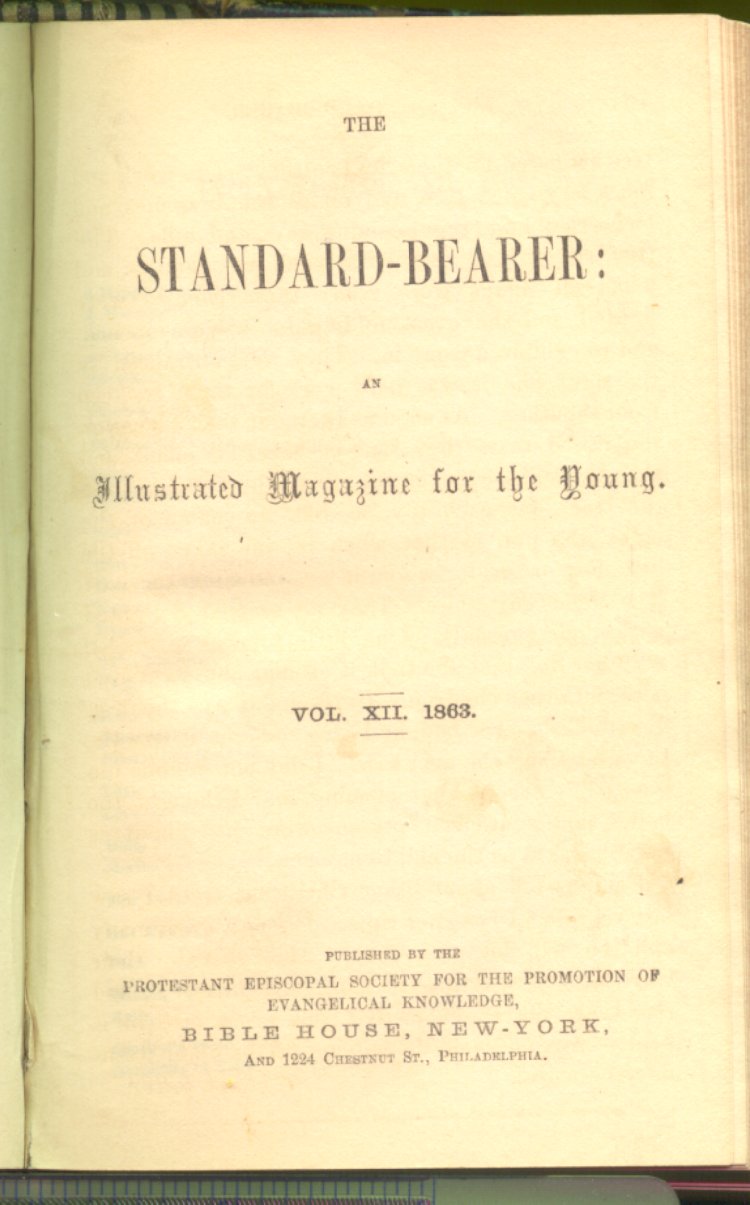 THE
STANDARD-BEARER:
AN
Illustrated Magazine for the Young.
VOL. XII. 1863.
PUBLISHED BY THE
PROTESTANT EPISCOPAL SOCIETY FOR THE PROMOTION OF
EVANGELICAL KNOWLEDGE,
BIBLE HOUSE, NEW-YORK,
AND 1224 CHESTNUT ST., PHILADELPHIA.